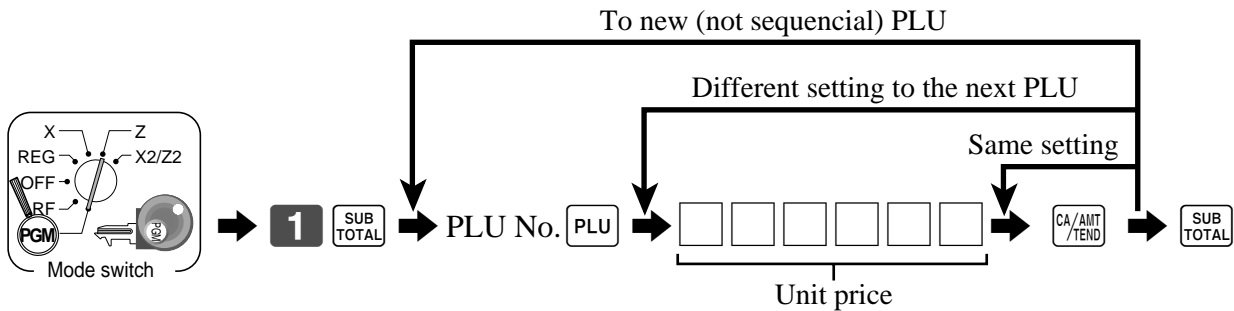 To new (not sequencial) PLU
Different setting to the next PLU
Same setting
X Z
REG X2/Z2
OFF
RF
PGM
PGM
Mode switch
1 SUB TOTAL PLU No. PLU CA/AMT TEND SUB TOTAL
Unit price